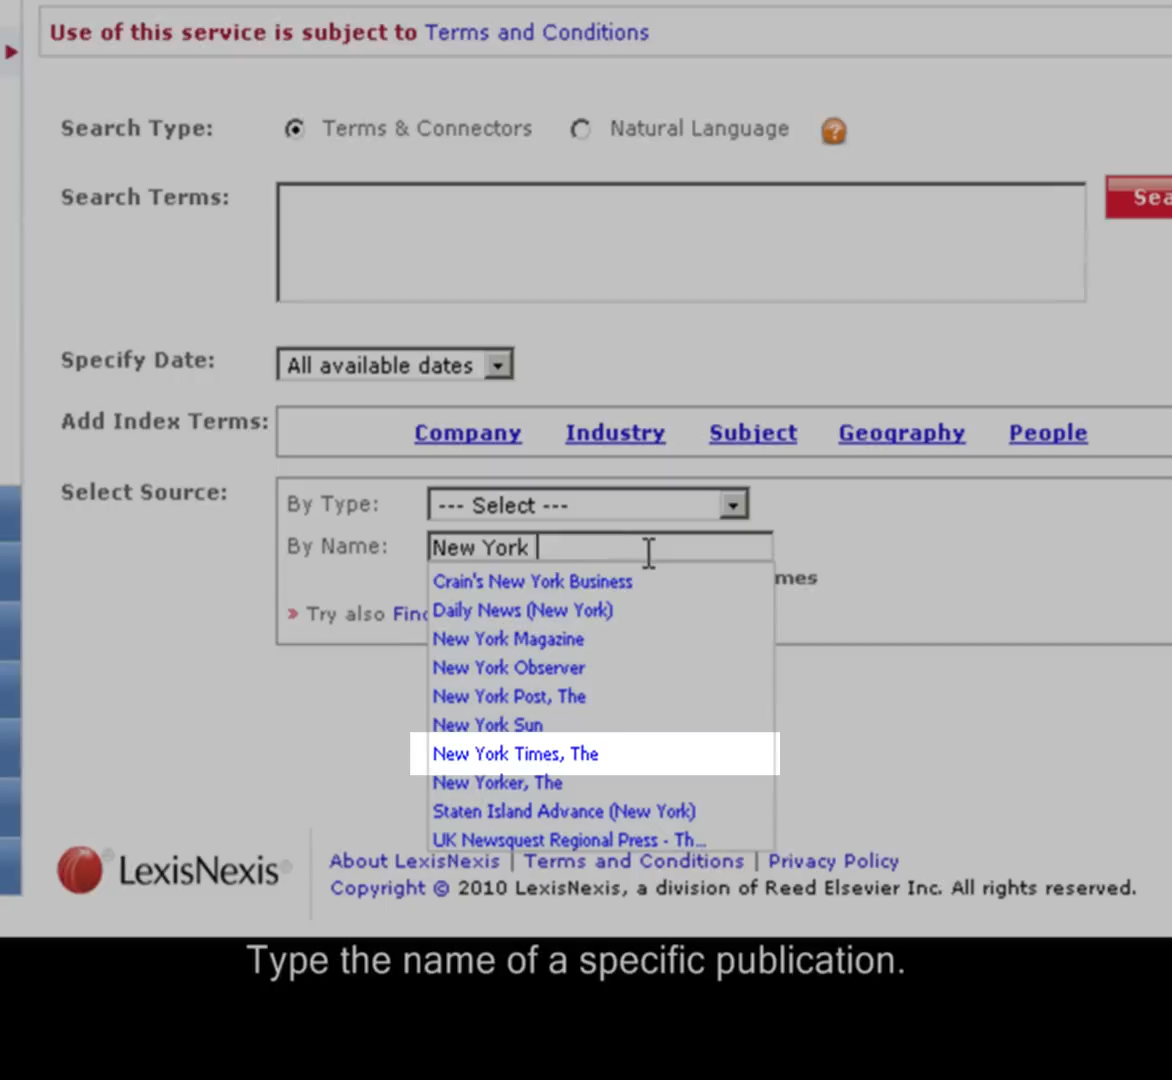 Use of this service is subject to Terms and Conditions
Search Type: Terms & Connectors Natural Language ?
Search Terms:
Specify Date: All available dates
Add Index Terms: Company Industry Subject Geography People
Select Source: By Type: --- Select ---
By Name: New York
Crain's New York Business
Daily News (New York)
» Try also
New York Magazine
New York Observer
New York Post, The
New York Sun
New York Times, The
New Yorker, The
Staten Island Advance (New York)
UK Newsquest Regional Press - Th...
LexisNexis®
About LexisNexis | Terms and Conditions | Privacy Policy
Copyright © 2010 LexisNexis, a division of Reed Elsevier Inc. All rights reserved.
Type the name of a specific publication.